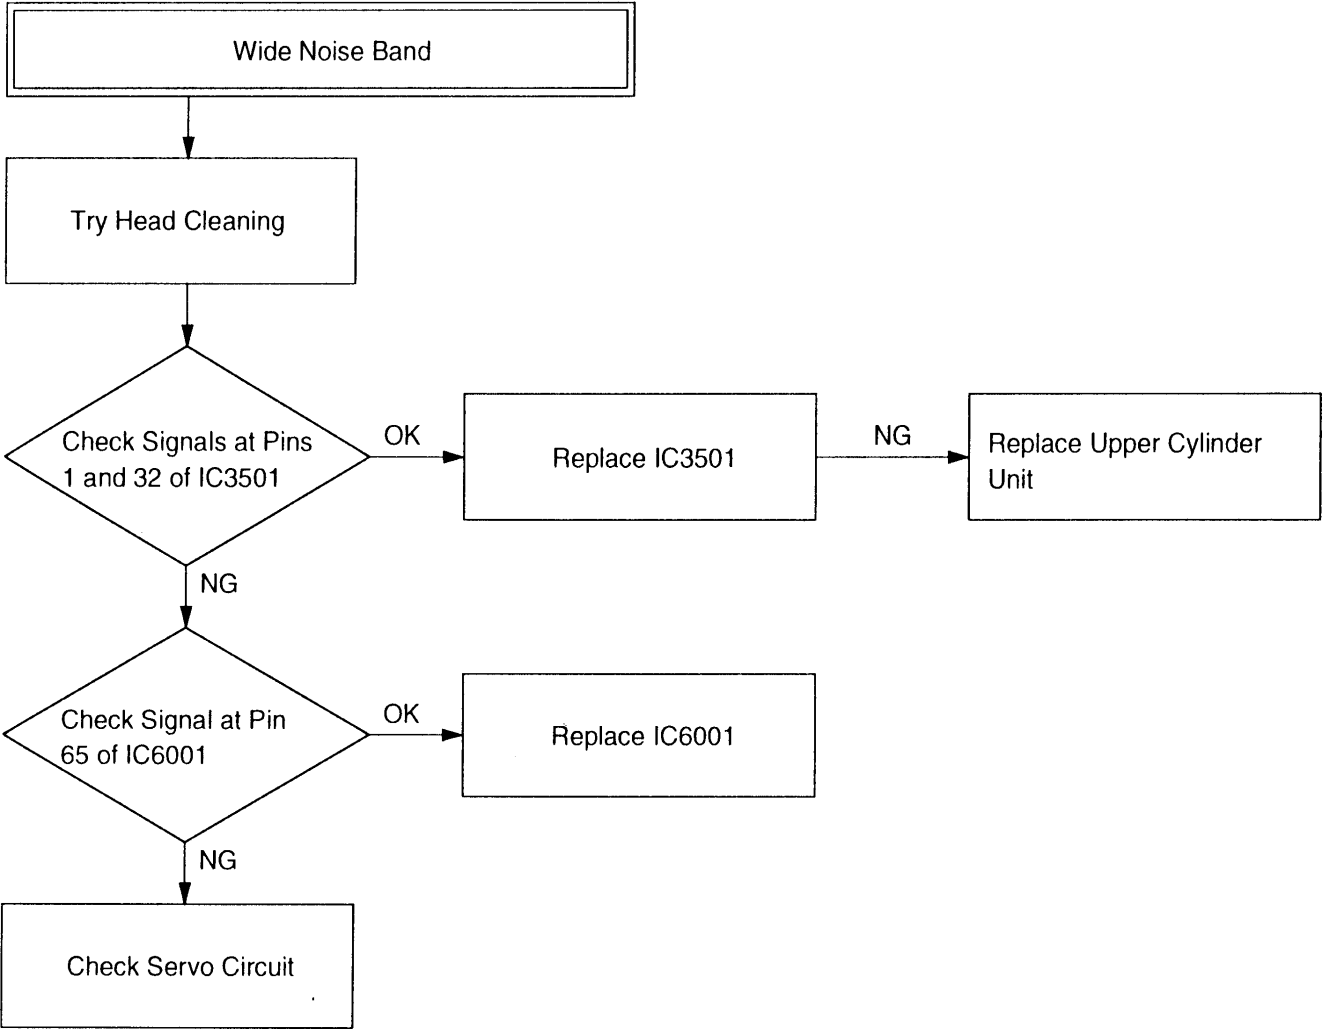 Wide Noise Band
Try Head Cleaning
Check Signals at Pins
1 and 32 of IC3501
OK
Replace IC3501
NG
Replace Upper Cylinder
Unit
NG
Check Signal at Pin
65 of IC6001
OK
Replace IC6001
NG
Check Servo Circuit